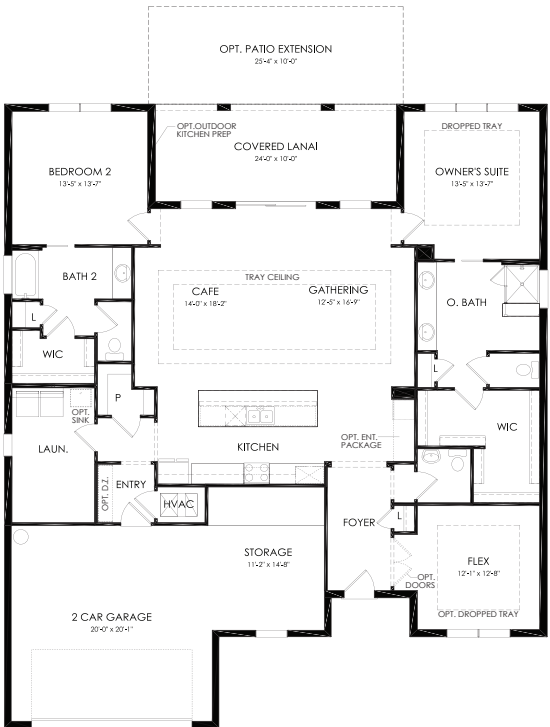 OPT. PATIO EXTENSION
25'-4" x 10'-0"
OPT.OUTDOOR
KITCHEN PREP
COVERED LANAI
24'-0" x 10'-0"
DROPPED TRAY
BEDROOM 2
13'-5" x 13'-7"
OWNER'S SUITE
13'-5" x 13'-7"
BATH 2
TRAY CEILING
CAFE
14'-0" x 18'-2"
GATHERING
12'-5" x 16'-9"
O. BATH
L
WIC
L
P
OPT.
SINK
LAUN.
KITCHEN
OPT. ENT.
PACKAGE
WIC
OPT. D.Z.
ENTRY
HVAC
FOYER
L
STORAGE
11'-2" x 14'-8"
FLEX
12'-1" x 12'-8"
OPT.
DOORS
OPT. DROPPED TRAY
2 CAR GARAGE
20'-0" x 20'-1"